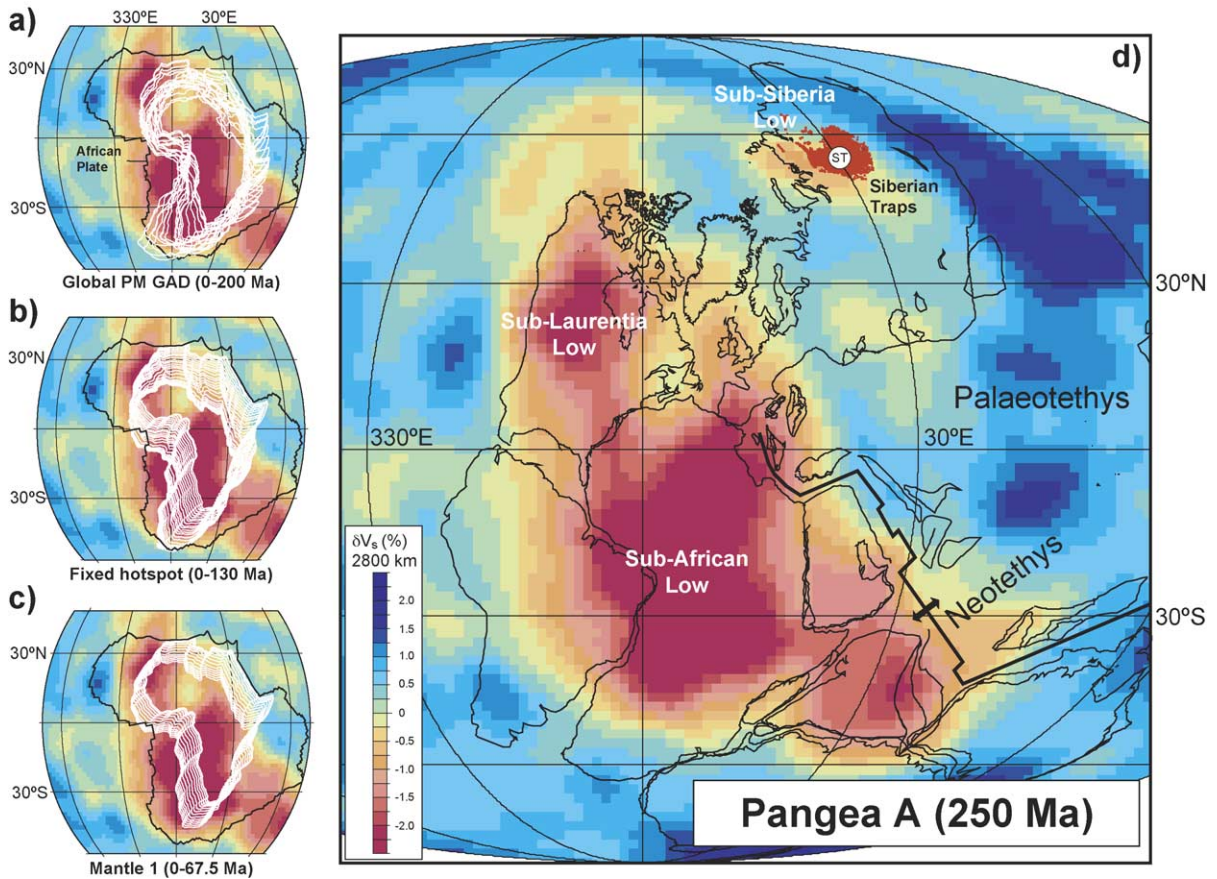 a)
330ºE
30ºE
30ºN
African
Plate
30ºS
Global PM GAD (0-200 Ma)
b)
30ºN
30ºS
Fixed hotspot (0-130 Ma)
c)
30ºN
30ºS
Mantle 1 (0-67.5 Ma)
d)
Sub-Siberia
Low
ST
Siberian
Traps
30ºN
Sub-Laurentia
Low
Palaeotethys
330ºE
30ºE
Sub-African
Low
Neotethys
30ºS
δVs (%)
2800 km
2.0
1.5
1.0
0.5
0
-0.5
-1.0
-1.5
-2.0
Pangea A (250 Ma)